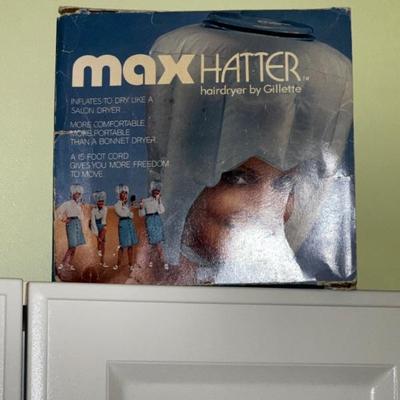 max HATTER™
hairdryer by Gillette
INFLATES TO DRY LIKE A
SALON DRYER...
MORE COMFORTABLE,
MORE PORTABLE
THAN A BONNET DRYER...
A 15 FOOT CORD
GIVES YOU MORE FREEDOM
TO MOVE.